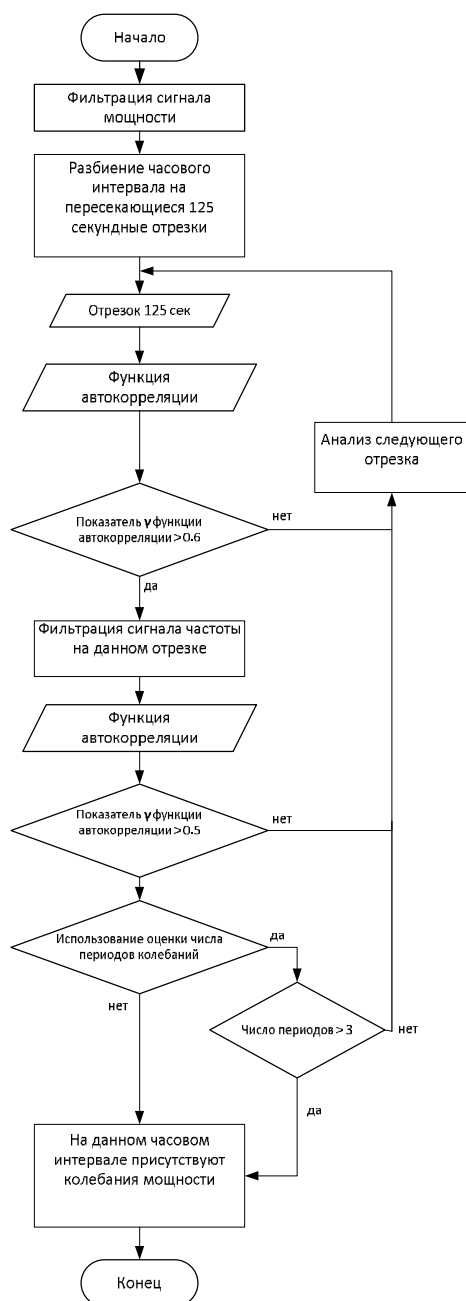 Начало
Фильтрация сигнала
мощности
Разбиение часового
интервала на
пересекающиеся 125
секундные отрезки
Отрезок 125 сек
Функция
автокорреляции
Анализ следующего
отрезка
Показатель γ функции
автокорреляции > 0.6
нет
да
Фильтрация сигнала частоты
на данном отрезке
Функция
автокорреляции
Показатель γ функции
автокорреляции > 0.5
нет
Использование оценки числа
периодов колебаний
да
нет
Число периодов > 3
нет
да
На данном часовом
интервале присутствуют
колебания мощности
Конец